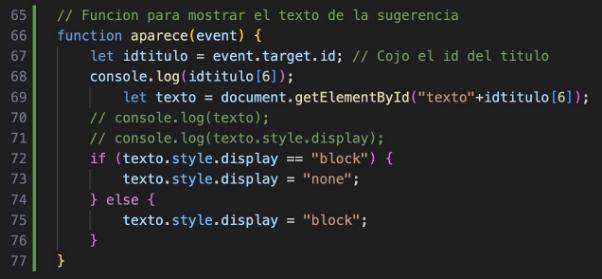 65 // Funcion para mostrar el texto de la sugerencia
66 function aparece(event) {
67     let idtitulo = event.target.id; // Cojo el id del titulo
68     console.log(idtitulo[6]);
69         let texto = document.getElementById("texto"+idtitulo[6]);
70     // console.log(texto);
71     // console.log(texto.style.display);
72     if (texto.style.display == "block") {
73         texto.style.display = "none";
74     } else {
75         texto.style.display = "block";
76     }
77 }